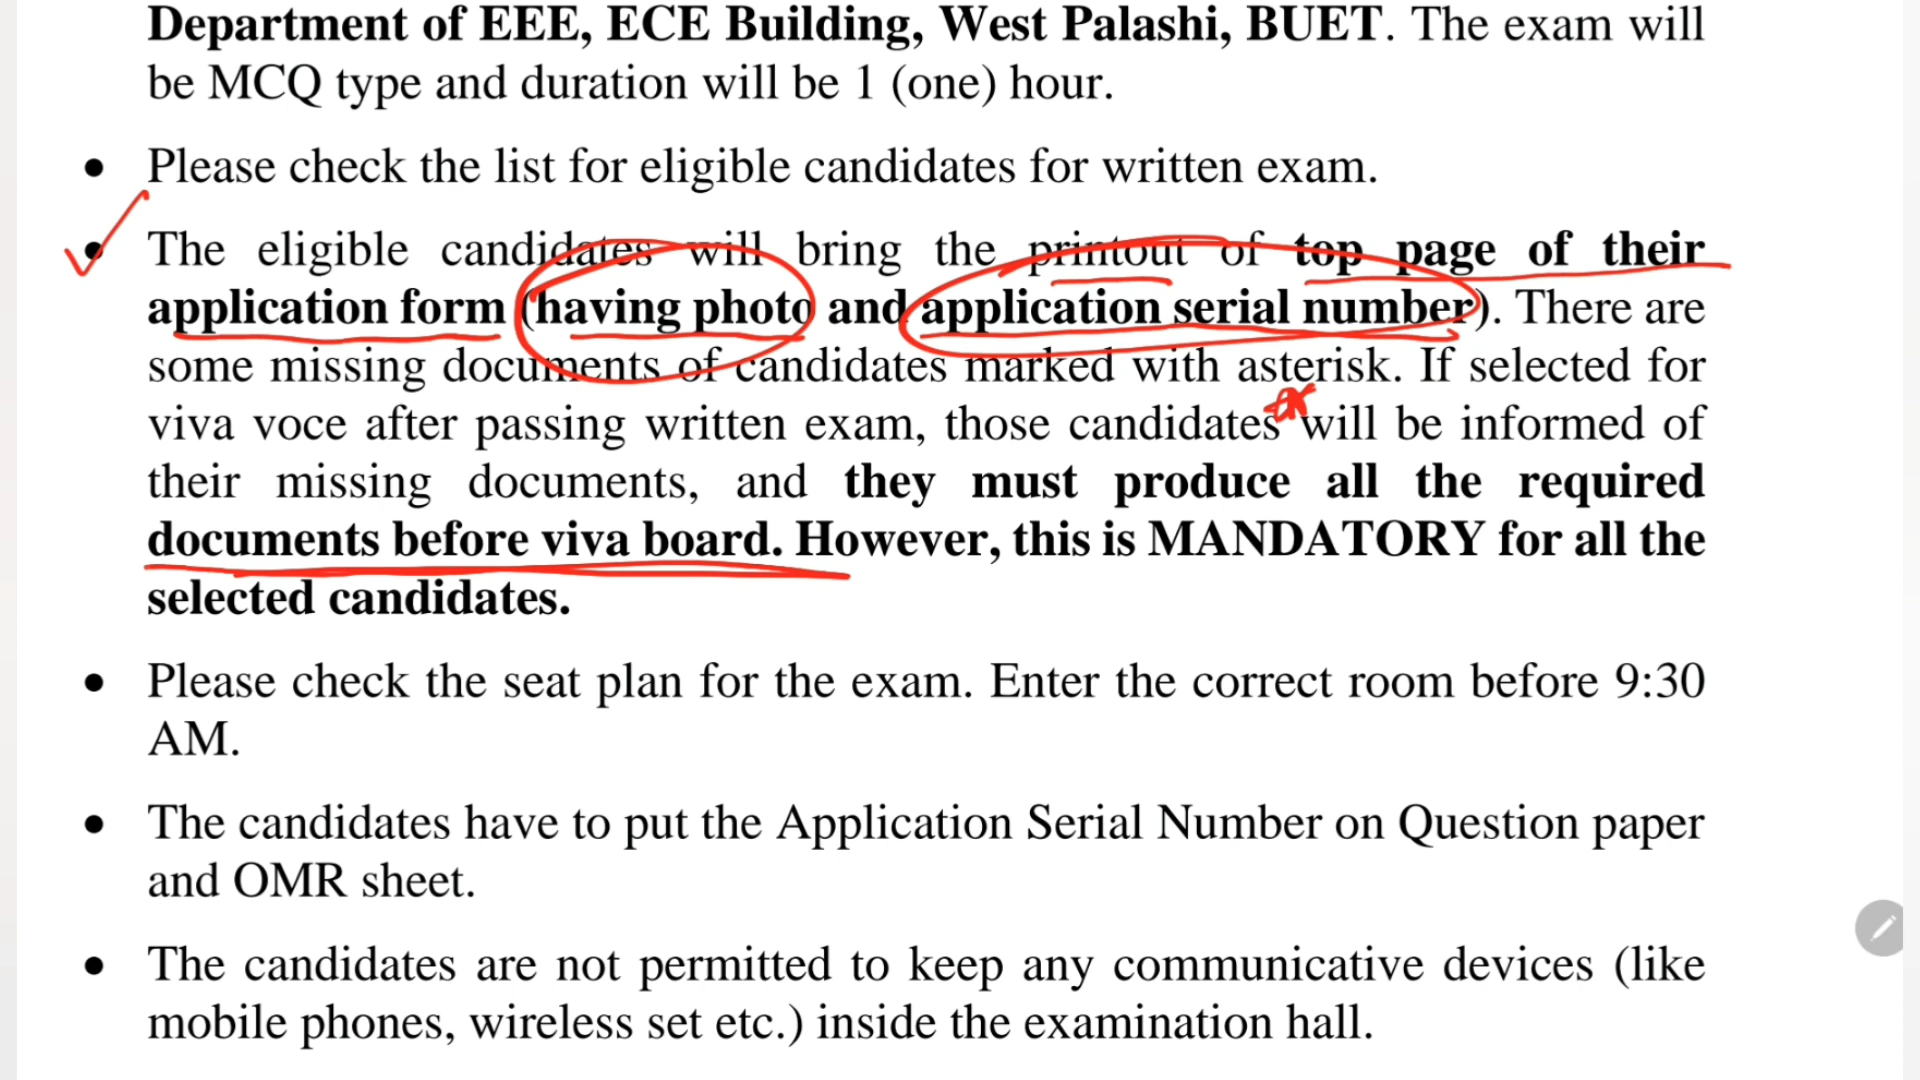 Department of EEE, ECE Building, West Palashi, BUET. The exam will
be MCQ type and duration will be 1 (one) hour.
• Please check the list for eligible candidates for written exam.
• The eligible candidates will bring the printout of top page of their
application form (having photo and application serial number). There are
some missing documents of candidates marked with asterisk. If selected for
viva voce after passing written exam, those candidates will be informed of
their missing documents, and they must produce all the required
documents before viva board. However, this is MANDATORY for all the
selected candidates.
• Please check the seat plan for the exam. Enter the correct room before 9:30
AM.
• The candidates have to put the Application Serial Number on Question paper
and OMR sheet.
• The candidates are not permitted to keep any communicative devices (like
mobile phones, wireless set etc.) inside the examination hall.